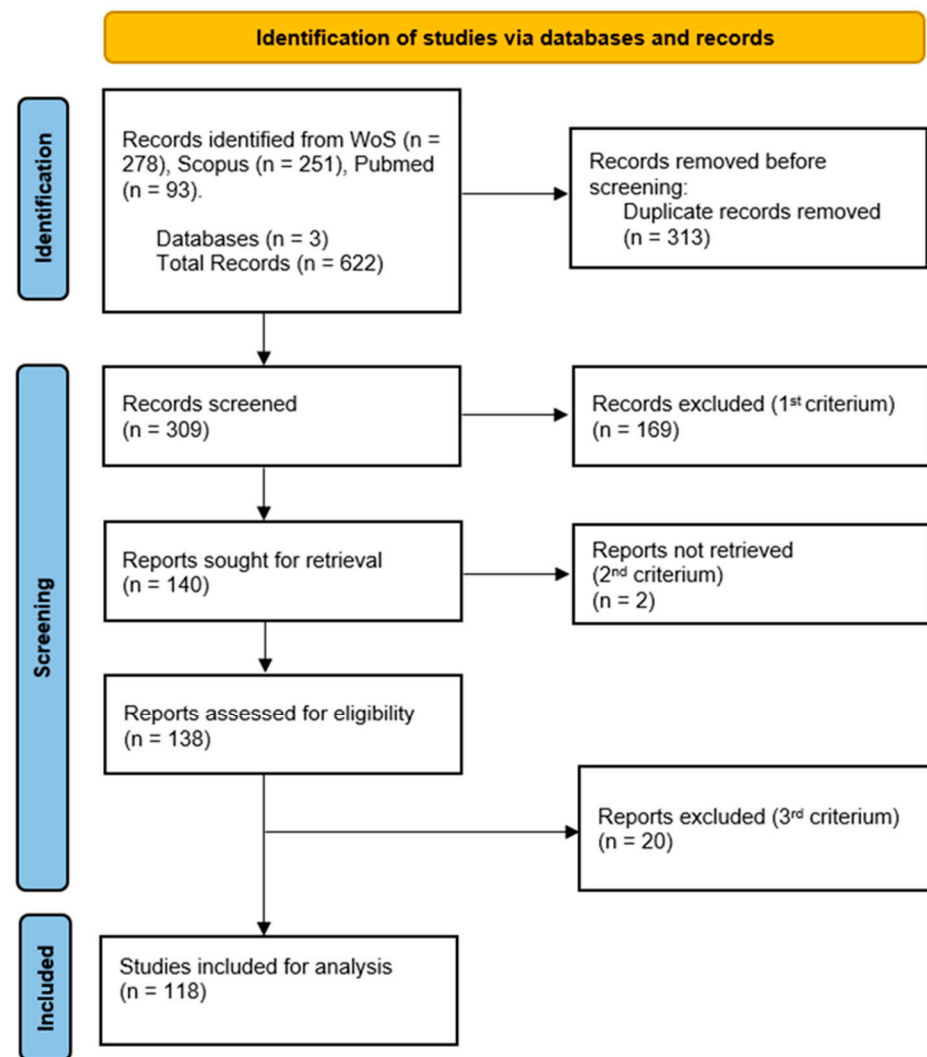 Identification of studies via databases and records
Identification
Records identified from WoS (n =
278), Scopus (n = 251), Pubmed
(n = 93).
Databases (n = 3)
Total Records (n = 622)
Records removed before
screening:
Duplicate records removed
(n = 313)
Screening
Records screened
(n = 309)
Records excluded (1st criterium)
(n = 169)
Reports sought for retrieval
(n = 140)
Reports not retrieved
(2nd criterium)
(n = 2)
Reports assessed for eligibility
(n = 138)
Reports excluded (3rd criterium)
(n = 20)
Included
Studies included for analysis
(n = 118)